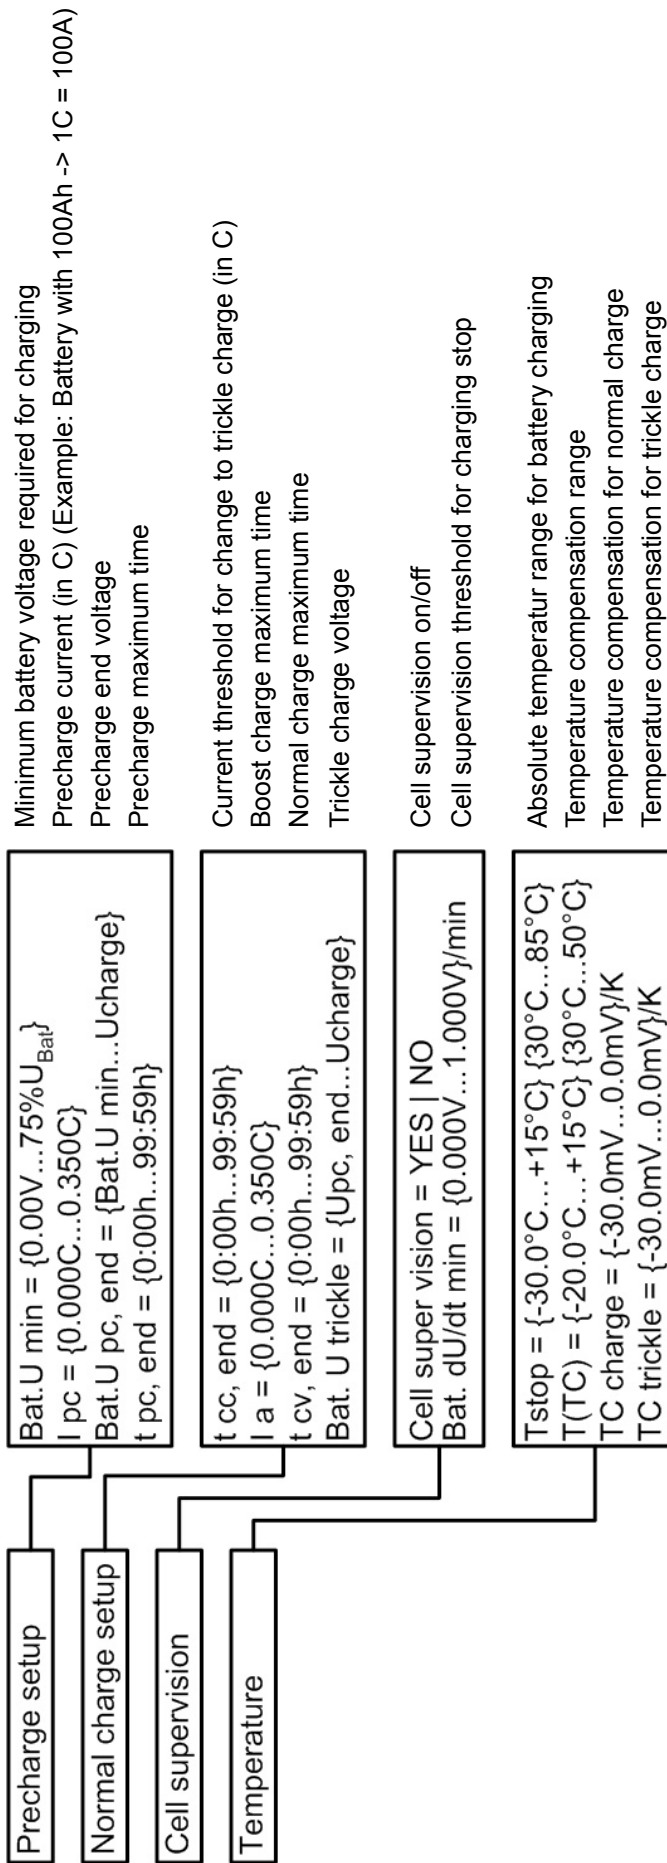 Precharge setup
Bat.U min = {0.00V...75%U_Bat}
I pc = {0.000C...0.350C}
Bat.U pc, end = {Bat.U min...Ucharge}
t pc, end = {0:00h...99:59h}
Minimum battery voltage required for charging
Precharge current (in C) (Example: Battery with 100Ah -> 1C = 100A)
Precharge end voltage
Precharge maximum time
Normal charge setup
t cc, end = {0:00h...99:59h}
I a = {0.000C...0.350C}
t cv, end = {0:00h...99:59h}
Bat. U trickle = {Upc, end...Ucharge}
Current threshold for change to trickle charge (in C)
Boost charge maximum time
Normal charge maximum time
Trickle charge voltage
Cell supervision
Cell super vision = YES | NO
Bat. dU/dt min = {0.000V...1.000V}/min
Cell supervision on/off
Cell supervision threshold for charging stop
Temperature
Tstop = {-30.0°C...+15°C} {30°C...85°C}
T(TC) = {-20.0°C...+15°C} {30°C...50°C}
TC charge = {-30.0mV...0.0mV}/K
TC trickle = {-30.0mV...0.0mV}/K
Absolute temperatur range for battery charging
Temperature compensation range
Temperature compensation for normal charge
Temperature compensation for trickle charge